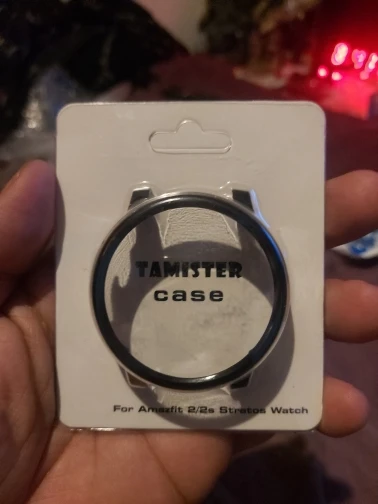 TAMISTER
case
For Amazfit 2/2s Stratos Watch